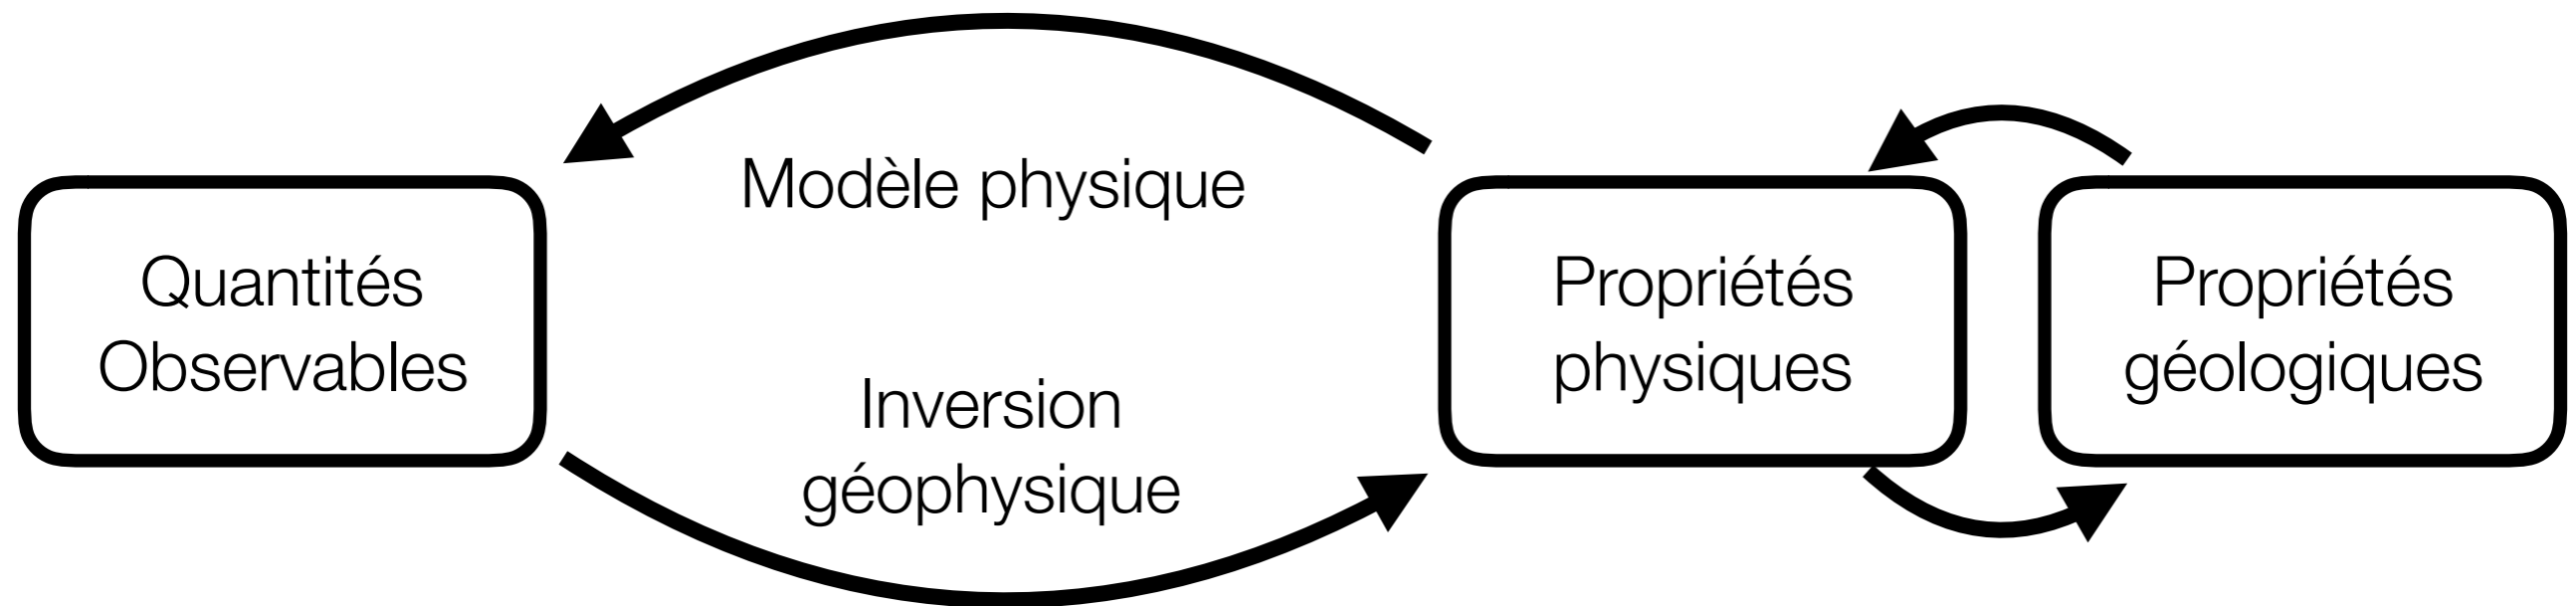 Modèle physique
Quantités
Observables
Inversion
géophysique
Propriétés
physiques
Propriétés
géologiques